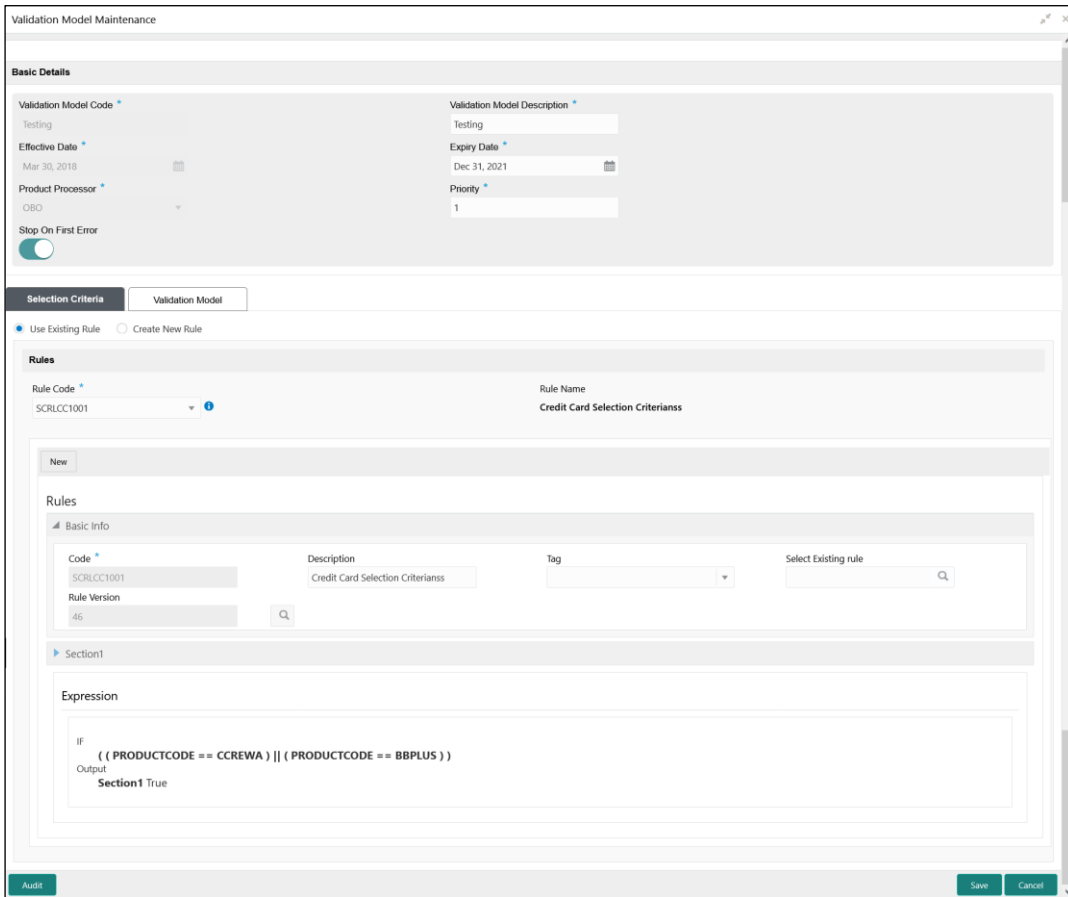 Validation Model Maintenance
Basic Details
Validation Model Code *
Validation Model Description *
Testing
Testing
Effective Date *
Expiry Date *
Mar 30, 2018
Dec 31, 2021
Product Processor *
Priority *
OBO
1
Stop On First Error
Selection Criteria
Validation Model
Use Existing Rule
Create New Rule
Rules
Rule Code *
Rule Name
SCRLCC1001
Credit Card Selection Criterianss
New
Rules
Basic Info
Code *
Description
Tag
Select Existing rule
SCRLCC1001
Credit Card Selection Criterianss
Rule Version
46
Section1
Expression
IF
( ( PRODUCTCODE == CCREWA ) || ( PRODUCTCODE == BBPLUS ) )
Output
Section1 True
Audit
Save
Cancel